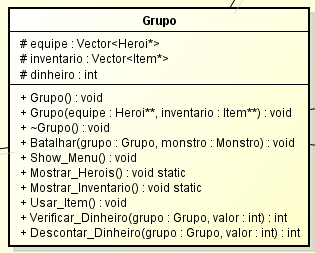 Grupo
# equipe : Vector<Heroi*>
# inventario : Vector<Item*>
# dinheiro : int
+ Grupo() : void
+ Grupo(equipe : Heroi**, inventario : Item**) : void
+ ~Grupo() : void
+ Batalhar(grupo : Grupo, monstro : Monstro) : void
+ Show_Menu() : void
+ Mostrar_Herois() : void static
+ Mostrar_Inventario() : void static
+ Usar_Item() : void
+ Verificar_Dinheiro(grupo : Grupo, valor : int) : int
+ Descontar_Dinheiro(grupo : Grupo, valor : int) : int